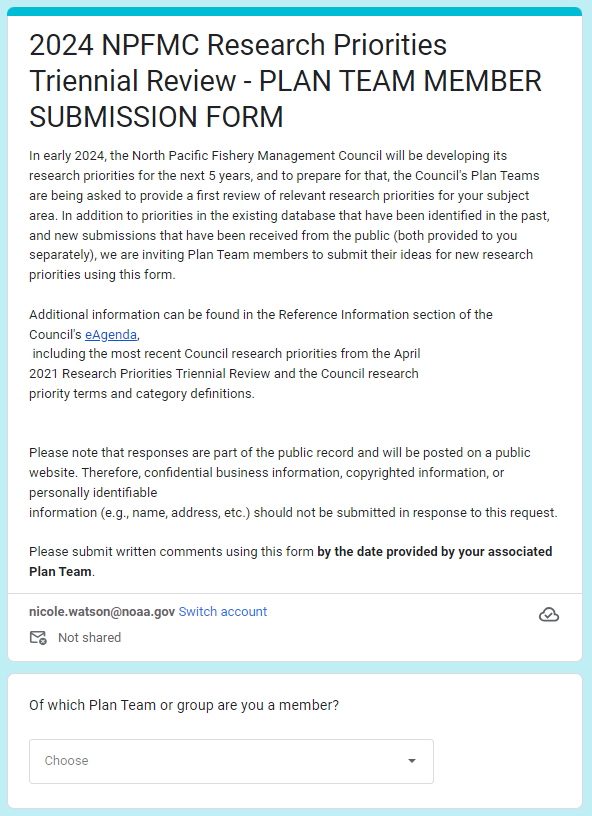 2024 NPFMC Research Priorities
Triennial Review - PLAN TEAM MEMBER
SUBMISSION FORM
In early 2024, the North Pacific Fishery Management Council will be developing its
research priorities for the next 5 years, and to prepare for that, the Council's Plan Teams
are being asked to provide a first review of relevant research priorities for your subject
area. In addition to priorities in the existing database that have been identified in the past,
and new submissions that have been received from the public (both provided to you
separately), we are inviting Plan Team members to submit their ideas for new research
priorities using this form.
Additional information can be found in the Reference Information section of the
Council's eAgenda,
including the most recent Council research priorities from the April
2021 Research Priorities Triennial Review and the Council research
priority terms and category definitions.
Please note that responses are part of the public record and will be posted on a public
website. Therefore, confidential business information, copyrighted information, or
personally identifiable
information (e.g., name, address, etc.) should not be submitted in response to this request.
Please submit written comments using this form by the date provided by your associated
Plan Team.
nicole.watson@noaa.gov Switch account
Not shared
Of which Plan Team or group are you a member?
Choose